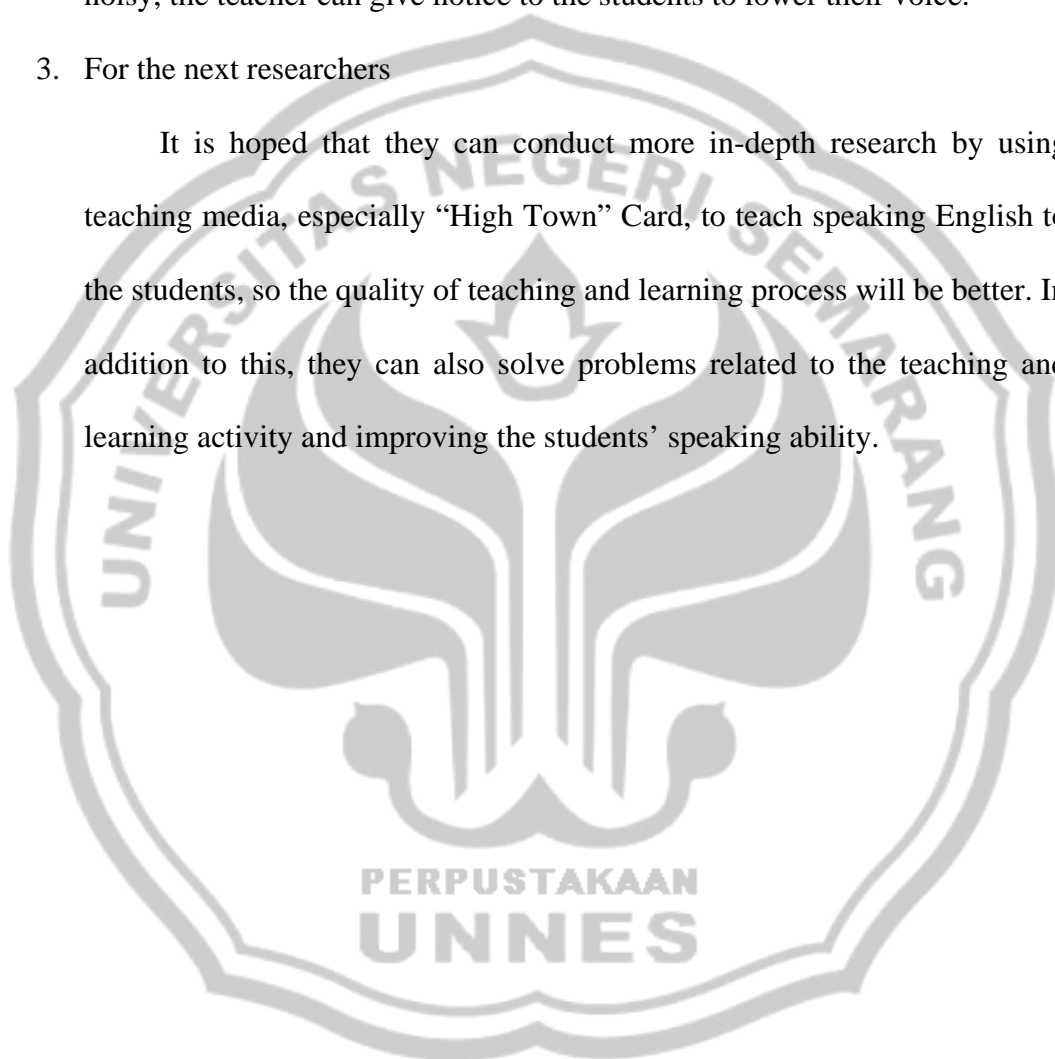 noisy, the teacher can give notice to the students to lower their voice.
3. For the next researchers
It is hoped that they can conduct more in-depth research by using
teaching media, especially “High Town” Card, to teach speaking English to
the students, so the quality of teaching and learning process will be better. In
addition to this, they can also solve problems related to the teaching and
learning activity and improving the students’ speaking ability.
UNIVERSITAS NEGERI SEMARANG
PERPUSTAKAAN
UNNES